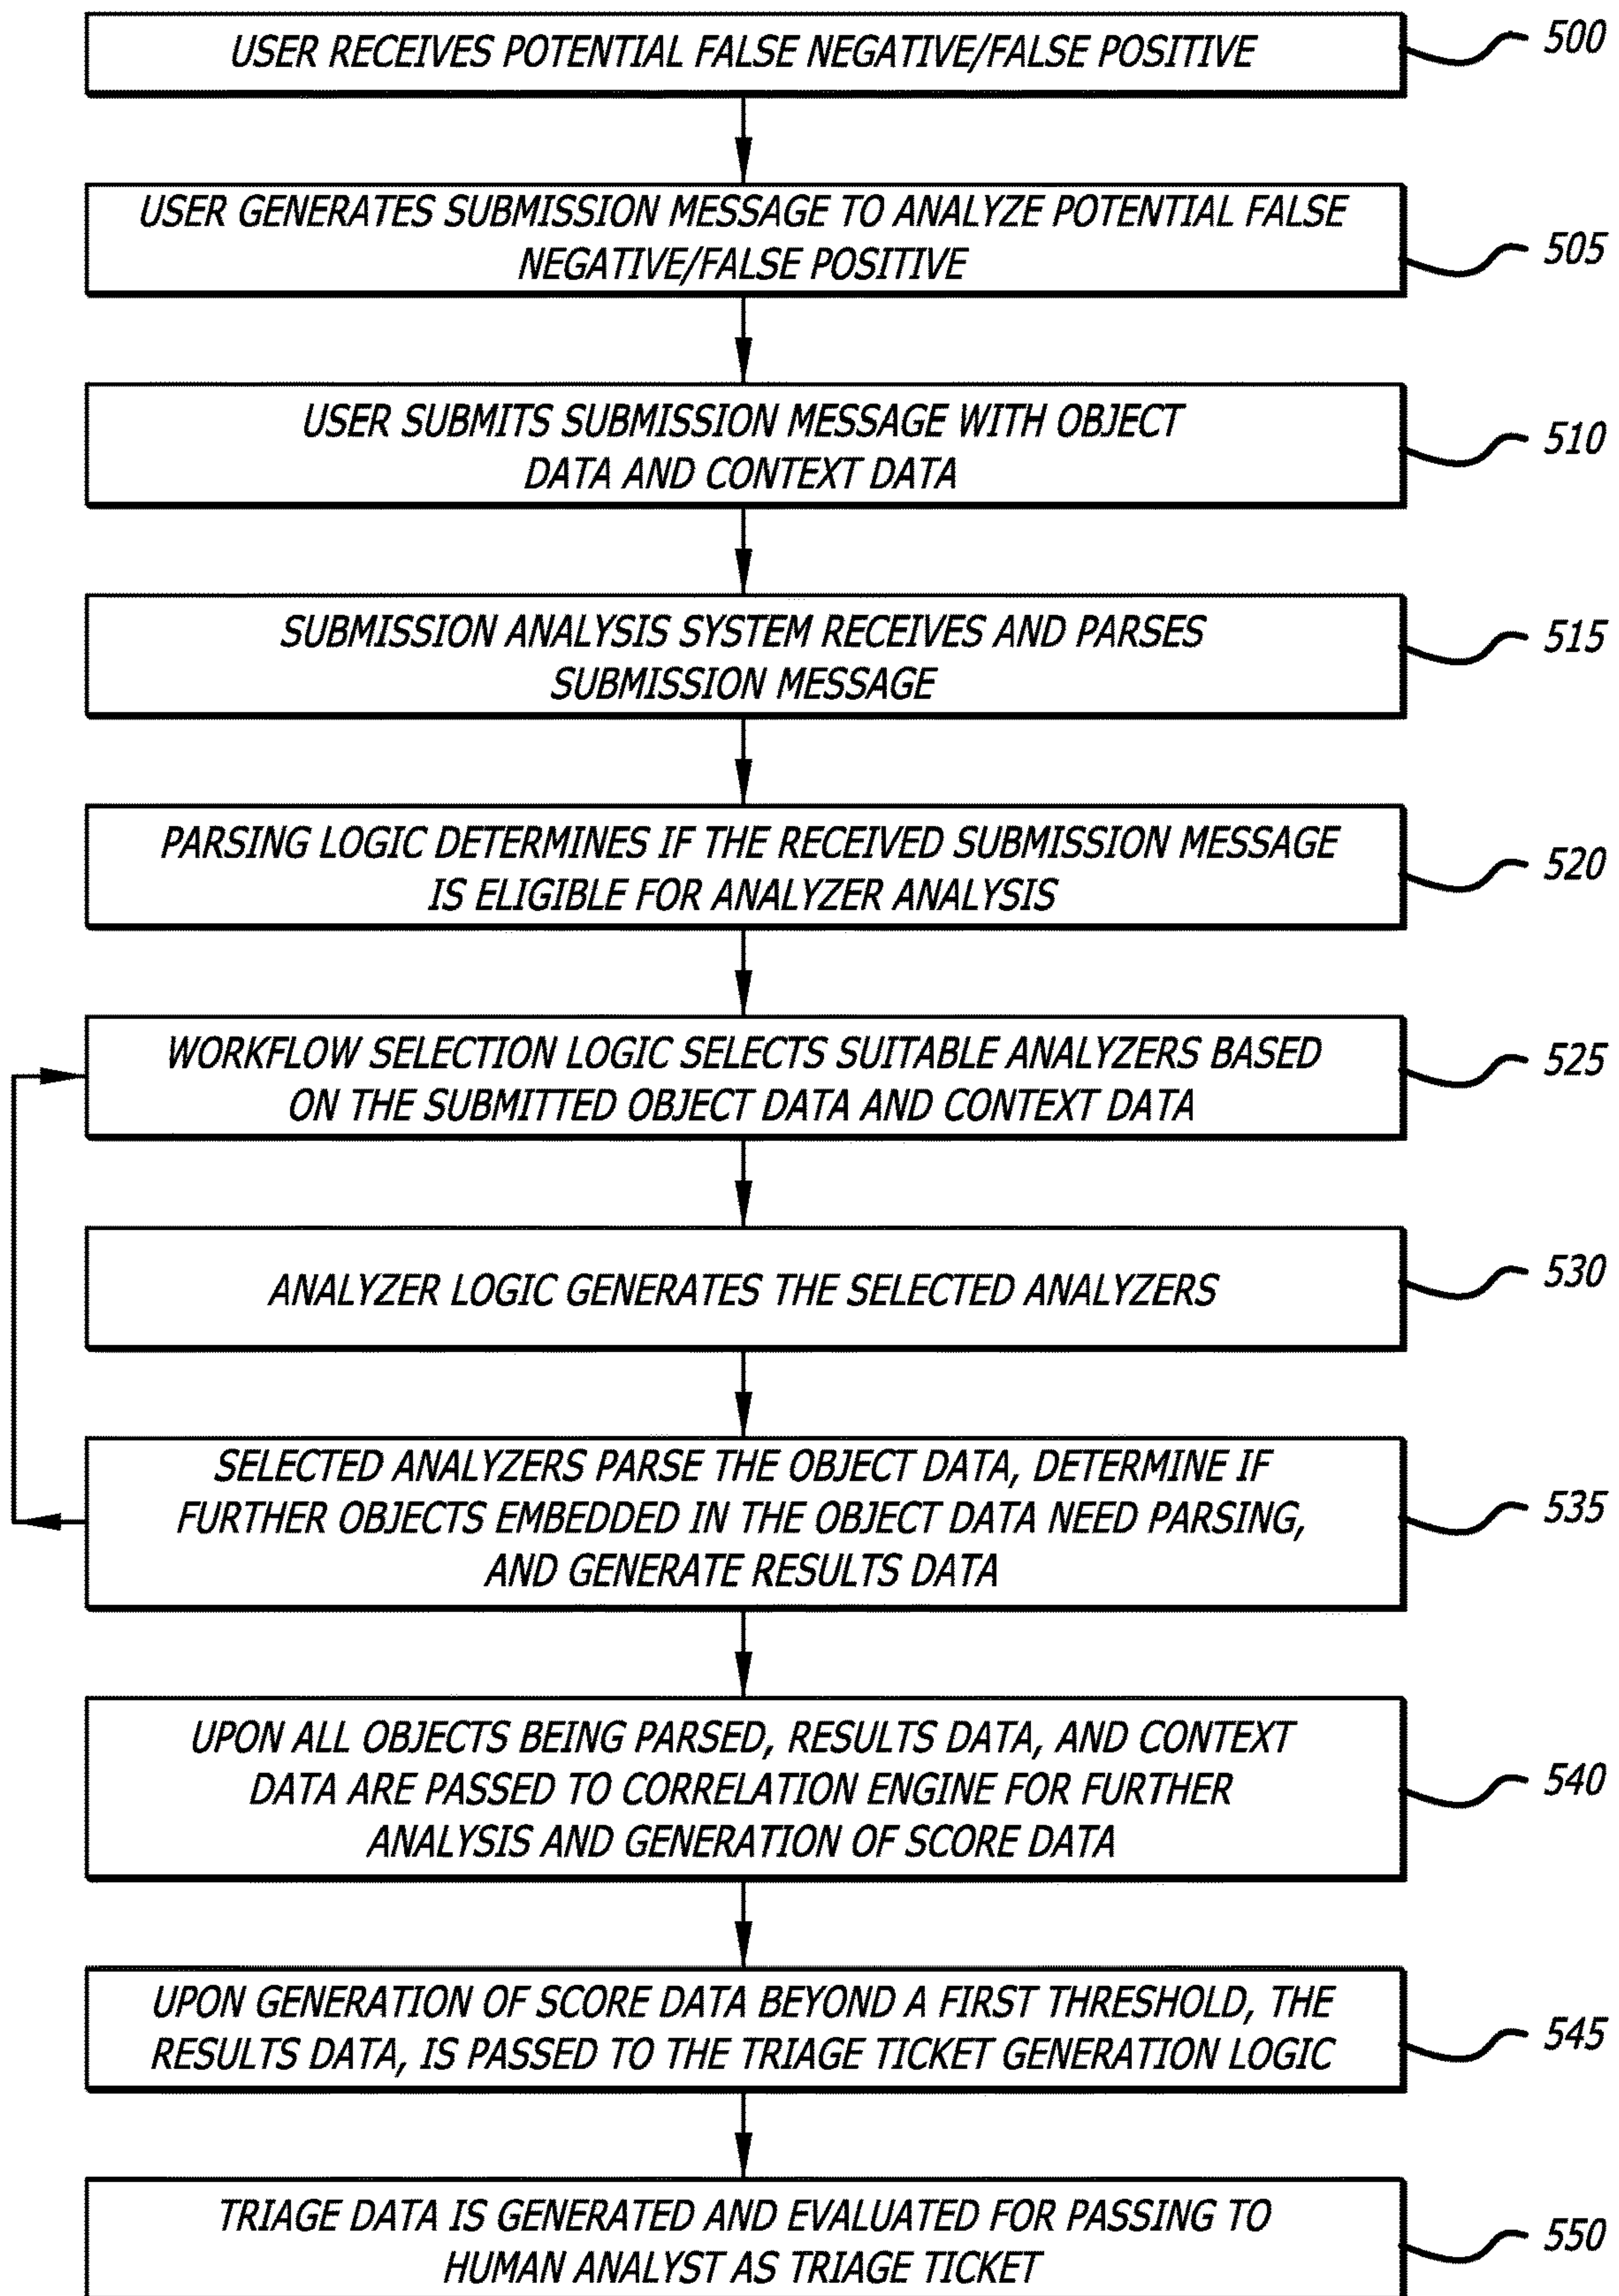 USER RECEIVES POTENTIAL FALSE NEGATIVE/FALSE POSITIVE
500
USER GENERATES SUBMISSION MESSAGE TO ANALYZE POTENTIAL FALSE
NEGATIVE/FALSE POSITIVE
505
USER SUBMITS SUBMISSION MESSAGE WITH OBJECT
DATA AND CONTEXT DATA
510
SUBMISSION ANALYSIS SYSTEM RECEIVES AND PARSES
SUBMISSION MESSAGE
515
PARSING LOGIC DETERMINES IF THE RECEIVED SUBMISSION MESSAGE
IS ELIGIBLE FOR ANALYZER ANALYSIS
520
WORKFLOW SELECTION LOGIC SELECTS SUITABLE ANALYZERS BASED
ON THE SUBMITTED OBJECT DATA AND CONTEXT DATA
525
ANALYZER LOGIC GENERATES THE SELECTED ANALYZERS
530
SELECTED ANALYZERS PARSE THE OBJECT DATA, DETERMINE IF
FURTHER OBJECTS EMBEDDED IN THE OBJECT DATA NEED PARSING,
AND GENERATE RESULTS DATA
535
UPON ALL OBJECTS BEING PARSED, RESULTS DATA, AND CONTEXT
DATA ARE PASSED TO CORRELATION ENGINE FOR FURTHER
ANALYSIS AND GENERATION OF SCORE DATA
540
UPON GENERATION OF SCORE DATA BEYOND A FIRST THRESHOLD, THE
RESULTS DATA, IS PASSED TO THE TRIAGE TICKET GENERATION LOGIC
545
TRIAGE DATA IS GENERATED AND EVALUATED FOR PASSING TO
HUMAN ANALYST AS TRIAGE TICKET
550